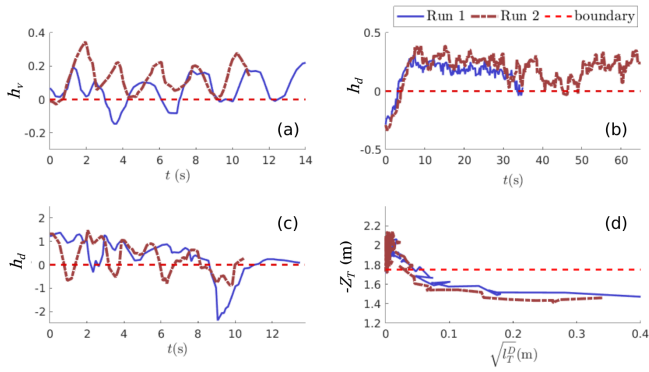 Run 1 Run 2 boundary
0.4
0.2
0
-0.2
h_v
(a)
0 2 4 6 8 10 12 14
t (s)
0.5
0
-0.5
h_d
(b)
0 10 20 30 40 50 60
t(s)
2
1
0
-1
-2
h_d
(c)
0 2 4 6 8 10 12
t(s)
2.2
2
1.8
1.6
1.4
1.2
-Z_T (m)
(d)
0 0.1 0.2 0.3 0.4
√l_T^D(m)